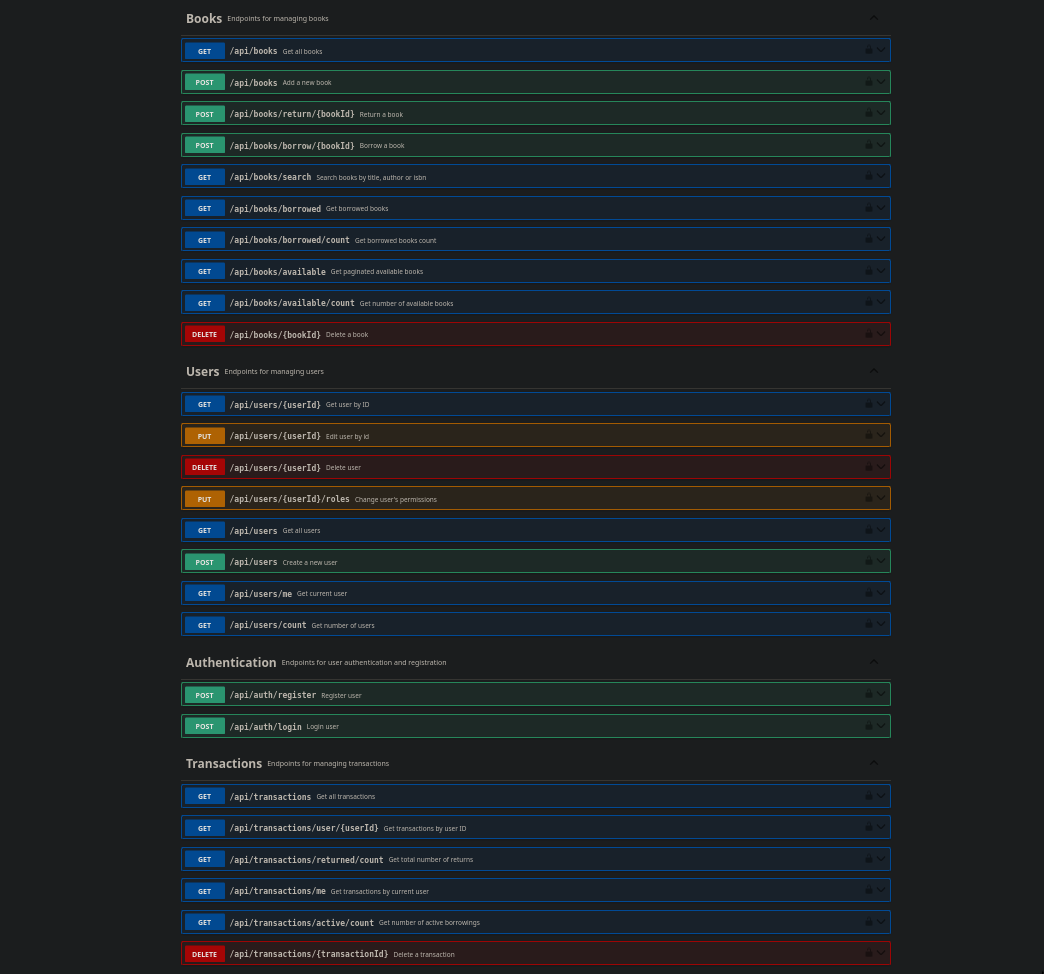 Books Endpoints for managing books
GET /api/books Get all books
POST /api/books Add a new book
POST /api/books/return/{bookId} Return a book
POST /api/books/borrow/{bookId} Borrow a book
GET /api/books/search Search books by title, author or isbn
GET /api/books/borrowed Get borrowed books
GET /api/books/borrowed/count Get borrowed books count
GET /api/books/available Get paginated available books
GET /api/books/available/count Get number of available books
DELETE /api/books/{bookId} Delete a book
Users Endpoints for managing users
GET /api/users/{userId} Get user by ID
PUT /api/users/{userId} Edit user by id
DELETE /api/users/{userId} Delete user
PUT /api/users/{userId}/roles Change user's permissions
GET /api/users Get all users
POST /api/users Create a new user
GET /api/users/me Get current user
GET /api/users/count Get number of users
Authentication Endpoints for user authentication and registration
POST /api/auth/register Register user
POST /api/auth/login Login user
Transactions Endpoints for managing transactions
GET /api/transactions Get all transactions
GET /api/transactions/user/{userId} Get transactions by user ID
GET /api/transactions/returned/count Get total number of returns
GET /api/transactions/me Get transactions by current user
GET /api/transactions/active/count Get number of active borrowings
DELETE /api/transactions/{transactionId} Delete a transaction